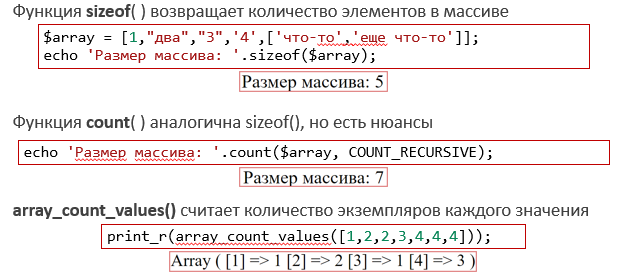 Функция sizeof( ) возвращает количество элементов в массиве
$array = [1,"два","3",'4',['что-то','еще что-то']];
echo 'Размер массива: '.sizeof($array);
Размер массива: 5
Функция count( ) аналогична sizeof(), но есть нюансы
echo 'Размер массива: '.count($array, COUNT_RECURSIVE);
Размер массива: 7
array_count_values() считает количество экземпляров каждого значения
print_r(array_count_values([1,2,2,3,4,4,4]));
Array ( [1] => 1 [2] => 2 [3] => 1 [4] => 3 )